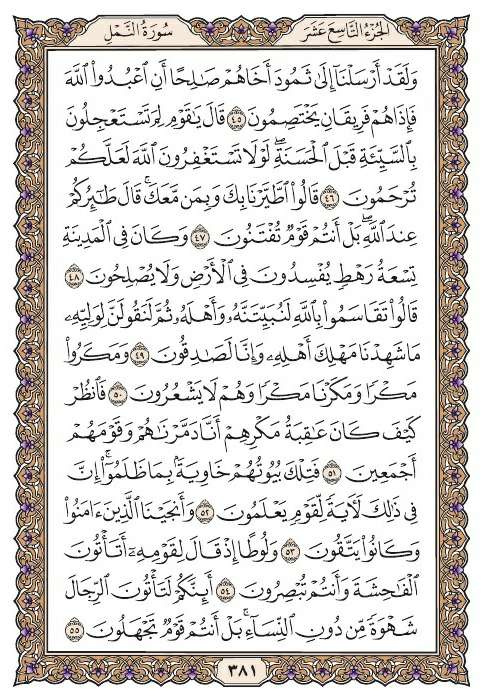 الجزء التاسع عشر
سورة النمل
وَلَقَدْ أَرْسَلْنَآ إِلَىٰ ثَمُودَ أَخَاهُمْ صَٰلِحًا أَنِ ٱعْبُدُوا۟ ٱللَّهَ
فَإِذَا هُمْ فَرِيقَانِ يَخْتَصِمُونَ ٤٥ قَالَ يَٰقَوْمِ لِمَ تَسْتَعْجِلُونَ
بِٱلسَّيِّئَةِ قَبْلَ ٱلْحَسَنَةِ ۖ لَوْلَا تَسْتَغْفِرُونَ ٱللَّهَ لَعَلَّكُمْ
تُرْحَمُونَ ٤٦ قَالُوا۟ ٱطَّيَّرْنَا بِكَ وَبِمَن مَّعَكَ ۚ قَالَ طَٰٓئِرُكُمْ
عِندَ ٱللَّهِ ۖ بَلْ أَنتُمْ قَوْمٌ تُفْتَنُونَ ٤٧ وَكَانَ فِى ٱلْمَدِينَةِ
تِسْعَةُ رَهْطٍ يُفْسِدُونَ فِى ٱلْأَرْضِ وَلَا يُصْلِحُونَ ٤٨
قَالُوا۟ تَقَاسَمُوا۟ بِٱللَّهِ لَنُبَيِّتَنَّهُۥ وَأَهْلَهُۥ ثُمَّ لَنَقُولَنَّ لِوَلِيِّهِۦ
مَا شَهِدْنَا مَهْلِكَ أَهْلِهِۦ وَإِنَّا لَصَٰدِقُونَ ٤٩ وَمَكَرُوا۟
مَكْرًا وَمَكَرْنَا مَكْرًا وَهُمْ لَا يَشْعُرُونَ ٥٠ فَٱنظُرْ
كَيْفَ كَانَ عَٰقِبَةُ مَكْرِهِمْ أَنَّا دَمَّرْنَٰهُمْ وَقَوْمَهُمْ
أَجْمَعِينَ ٥١ فَتِلْكَ بُيُوتُهُمْ خَاوِيَةًۢ بِمَا ظَلَمُوٓا۟ ۗ إِنَّ
فِى ذَٰلِكَ لَءَايَةً لِّقَوْمٍ يَعْلَمُونَ ٥٢ وَأَنجَيْنَا ٱلَّذِينَ ءَامَنُوا۟
وَكَانُوا۟ يَتَّقُونَ ٥٣ وَلُوطًا إِذْ قَالَ لِقَوْمِهِۦٓ أَتَأْتُونَ
ٱلْفَٰحِشَةَ وَأَنتُمْ تُبْصِرُونَ ٥٤ أَئِنَّكُمْ لَتَأْتُونَ ٱلرِّجَالَ
شَهْوَةً مِّن دُونِ ٱلنِّسَآءِ ۚ بَلْ أَنتُمْ قَوْمٌ تَجْهَلُونَ ٥٥
٣٨١